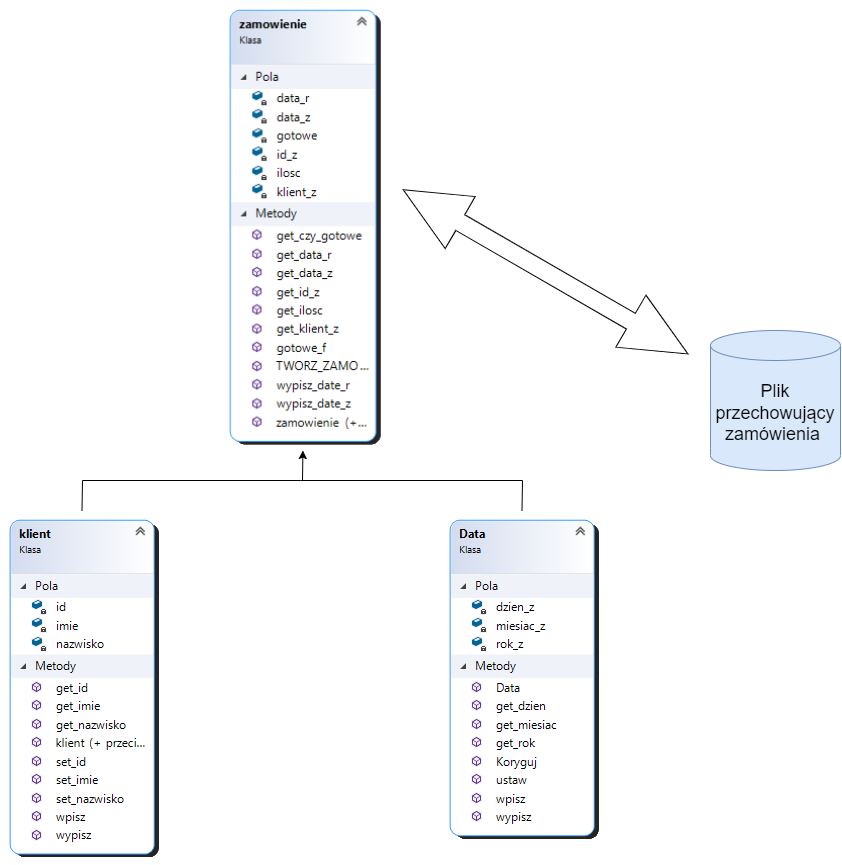 zamowienie
Klasa
Pola
data_r
data_z
gotowe
id_z
ilosc
klient_z
Metody
get_czy_gotowe
get_data_r
get_data_z
get_id_z
get_ilosc
get_klient_z
gotowe_f
TWORZ_ZAMO...
wypisz_date_r
wypisz_date_z
zamowienie (+...
Plik
przechowujący
zamówienia
klient
Klasa
Pola
id
imie
nazwisko
Metody
get_id
get_imie
get_nazwisko
klient (+ przeci...
set_id
set_imie
set_nazwisko
wpisz
wypisz
Data
Klasa
Pola
dzien_z
miesiac_z
rok_z
Metody
Data
get_dzien
get_miesiac
get_rok
Koryguj
ustaw
wpisz
wypisz